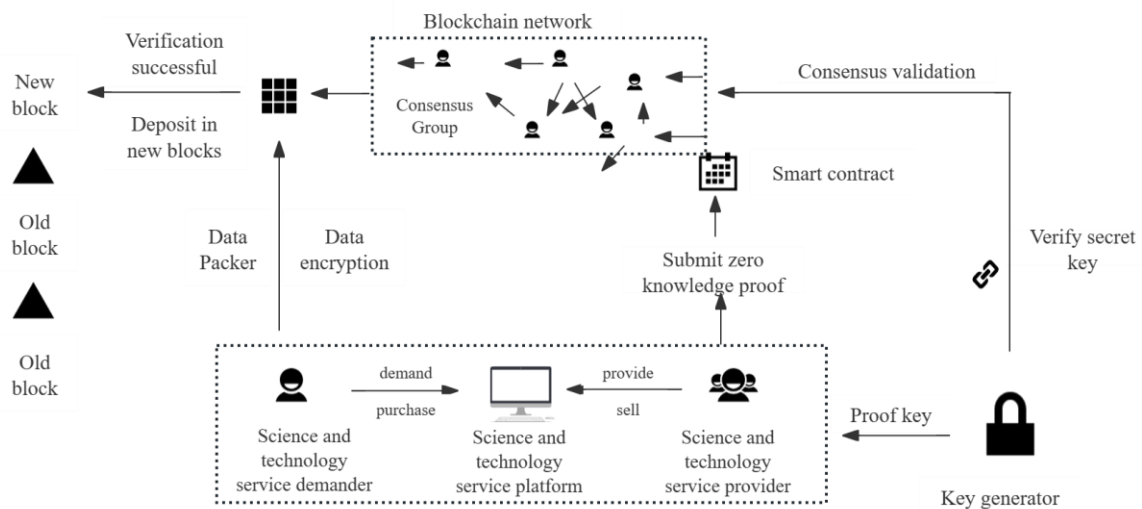 Blockchain network
Verification
successful
New
block
Deposit in
new blocks
Consensus
Group
Consensus validation
Smart contract
Old
block
Data
Packer
Data
encryption
Submit zero
knowledge proof
Verify secret
key
Old
block
demand
purchase
provide
sell
Science and
technology
service demander
Science and
technology
service platform
Science and
technology
service provider
Proof key
Key generator